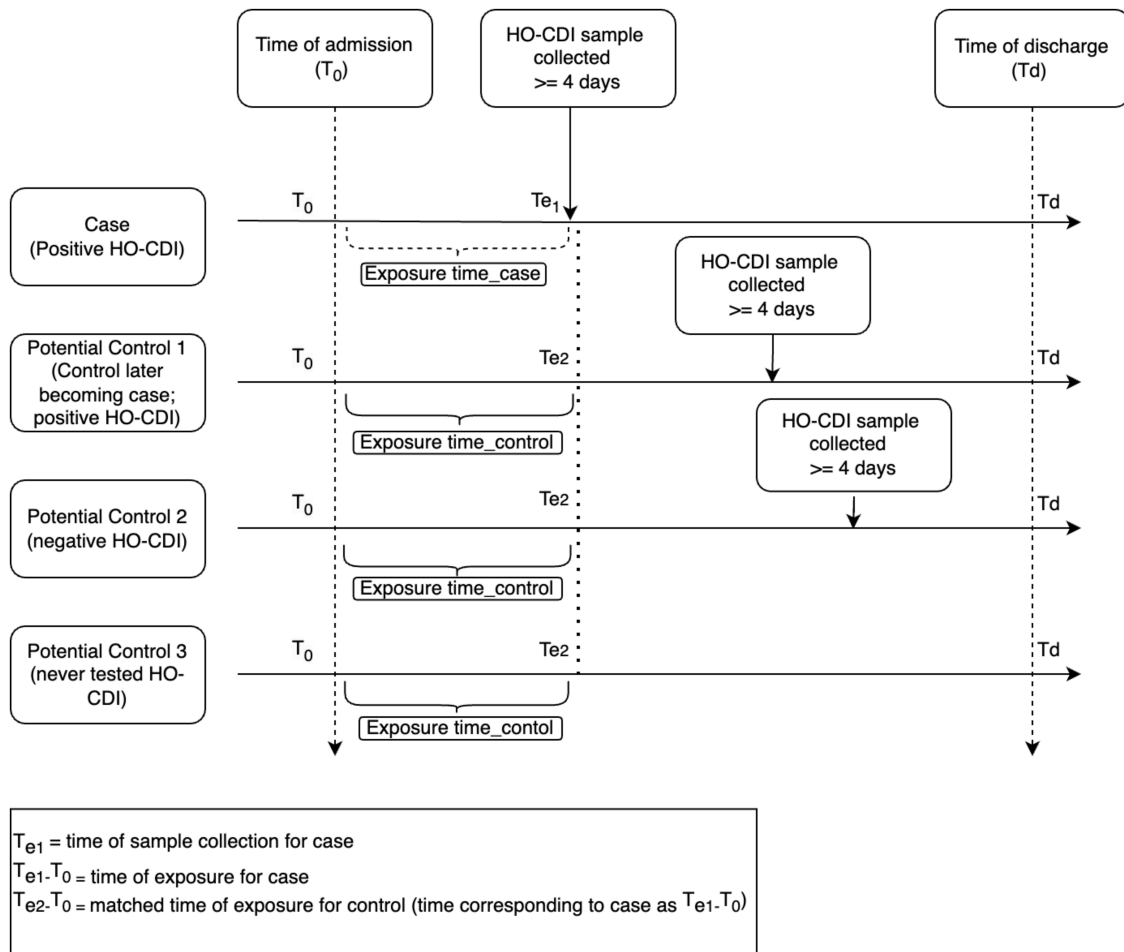 Time of admission
(T0)
HO-CDI sample
collected
>= 4 days
Time of discharge
(Td)
Case
(Positive HO-CDI)
T0
Te1
Td
Exposure time_case
HO-CDI sample
collected
>= 4 days
Potential Control 1
(Control later
becoming case;
positive HO-CDI)
T0
Te2
Td
Exposure time_control
HO-CDI sample
collected
>= 4 days
Potential Control 2
(negative HO-CDI)
T0
Te2
Td
Exposure time_control
Potential Control 3
(never tested HO-
CDI)
T0
Te2
Td
Exposure time_contol
Te1 = time of sample collection for case
Te1-T0 = time of exposure for case
Te2-T0 = matched time of exposure for control (time corresponding to case as Te1-T0)